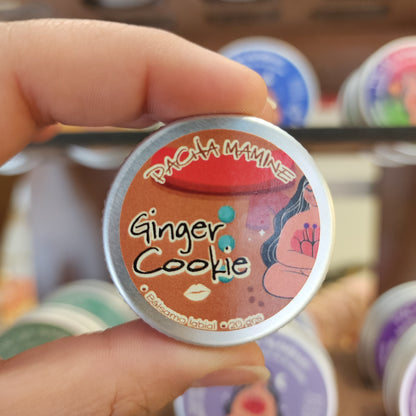 PACHA MAMINE
Ginger
Cookie
• Bálsamo labial • 20 grs